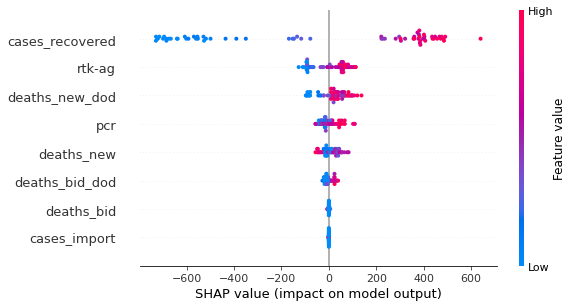 High
cases_recovered
rtk-ag
deaths_new_dod
pcr
deaths_new
deaths_bid_dod
deaths_bid
cases_import
Feature value
Low
−600 −400 −200 0 200 400 600
SHAP value (impact on model output)